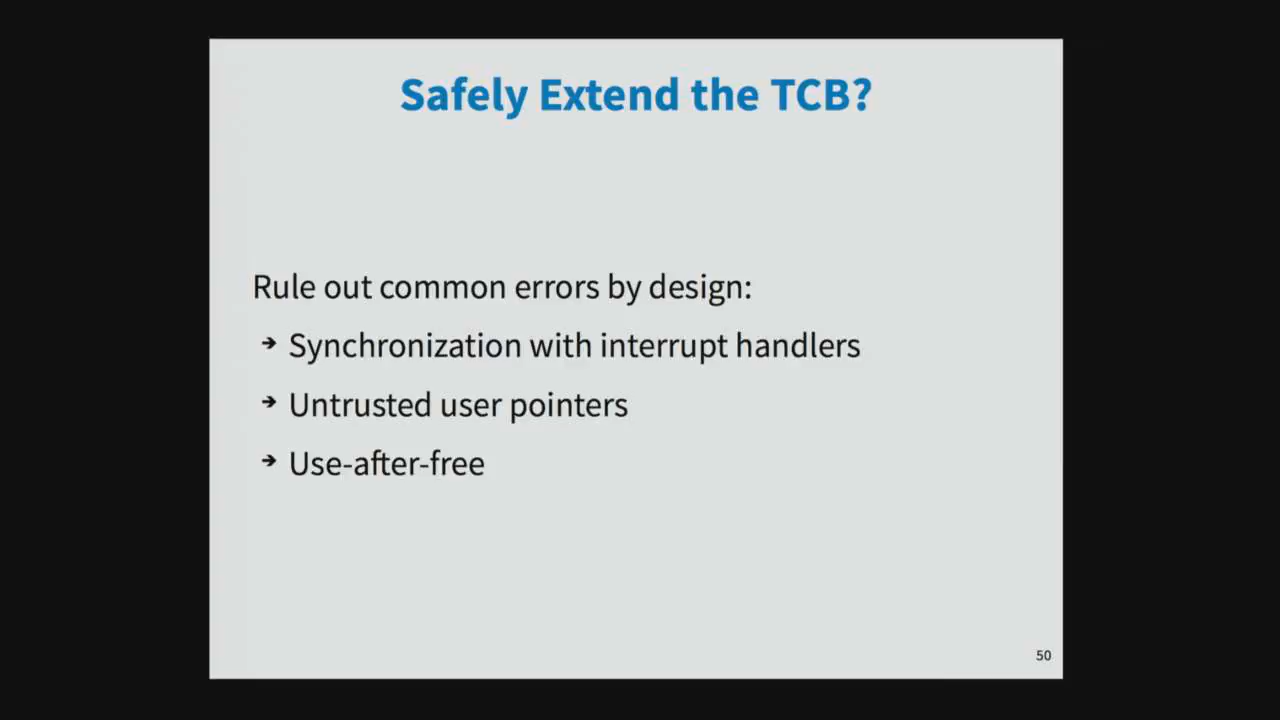 Safely Extend the TCB?
Rule out common errors by design:
➔ Synchronization with interrupt handlers
➔ Untrusted user pointers
➔ Use-after-free
50